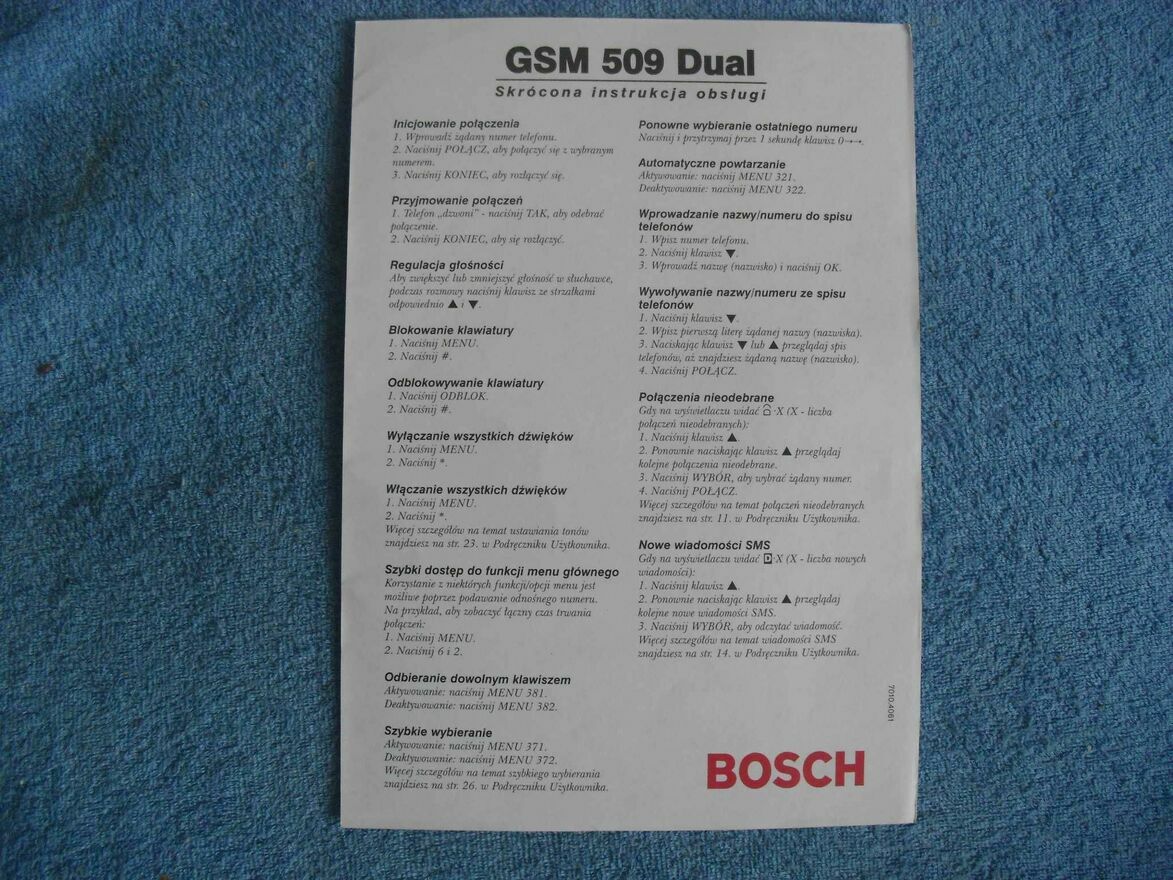 GSM 509 Dual
Skrócona instrukcja obsługi
Inicjowanie połączenia
1. Wprowadź żądany numer telefonu.
2. Naciśnij POŁĄCZ, aby połączyć się z wybranym
numerem.
3. Naciśnij KONIEC, aby rozłączyć się.
Przyjmowanie połączeń
1. Telefon „dzwoni” - naciśnij TAK, aby odebrać
połączenie.
2. Naciśnij KONIEC, aby się rozłączyć.
Regulacja głośności
Aby zwiększyć lub zmniejszyć głośność w słuchawce,
podczas rozmowy naciśnij klawisz ze strzałkami
odpowiednio ▲ i ▼.
Blokowanie klawiatury
1. Naciśnij MENU.
2. Naciśnij #.
Odblokowywanie klawiatury
1. Naciśnij ODBLOK.
2. Naciśnij #.
Wyłączanie wszystkich dźwięków
1. Naciśnij MENU.
2. Naciśnij *.
Włączanie wszystkich dźwięków
1. Naciśnij MENU.
2. Naciśnij *.
Więcej szczegółów na temat ustawiania tonów
znajdziesz na str. 23. w Podręczniku Użytkownika.
Szybki dostęp do funkcji menu głównego
Korzystanie z niektórych funkcji/opcji menu jest
możliwe poprzez podawanie odnośnego numeru.
Na przykład, aby zobaczyć łączny czas trwania
połączeń:
1. Naciśnij MENU.
2. Naciśnij 6 i 2.
Odbieranie dowolnym klawiszem
Aktywowanie: naciśnij MENU 381.
Deaktywowanie: naciśnij MENU 382.
Szybkie wybieranie
Aktywowanie: naciśnij MENU 371.
Deaktywowanie: naciśnij MENU 372.
Więcej szczegółów na temat szybkiego wybierania
znajdziesz na str. 26. w Podręczniku Użytkownika.
Ponowne wybieranie ostatniego numeru
Naciśnij i przytrzymaj przez 1 sekundę klawisz 0→→.
Automatyczne powtarzanie
Aktywowanie: naciśnij MENU 321.
Deaktywowanie: naciśnij MENU 322.
Wprowadzanie nazwy/numeru do spisu
telefonów
1. Wpisz numer telefonu.
2. Naciśnij klawisz ▼.
3. Wprowadź nazwę (nazwisko) i naciśnij OK.
Wywoływanie nazwy/numeru ze spisu
telefonów
1. Naciśnij klawisz ▼.
2. Wpisz pierwszą literę żądanej nazwy (nazwiska).
3. Naciskając klawisz ▼ lub ▲ przeglądaj spis
telefonów, aż znajdziesz żądaną nazwę (nazwisko).
4. Naciśnij POŁĄCZ.
Połączenia nieodebrane
Gdy na wyświetlaczu widać ·X (X - liczba
połączeń nieodebranych):
1. Naciśnij klawisz ▲.
2. Ponownie naciskając klawisz ▲ przeglądaj
kolejne połączenia nieodebrane.
3. Naciśnij WYBÓR, aby wybrać żądany numer.
4. Naciśnij POŁĄCZ.
Więcej szczegółów na temat połączeń nieodebranych
znajdziesz na str. 11. w Podręczniku Użytkownika.
Nowe wiadomości SMS
Gdy na wyświetlaczu widać D·X (X - liczba nowych
wiadomości):
1. Naciśnij klawisz ▲.
2. Ponownie naciskając klawisz ▲ przeglądaj
kolejne nowe wiadomości SMS.
3. Naciśnij WYBÓR, aby odczytać wiadomość.
Więcej szczegółów na temat wiadomości SMS
znajdziesz na str. 14. w Podręczniku Użytkownika.
7010.4061
BOSCH